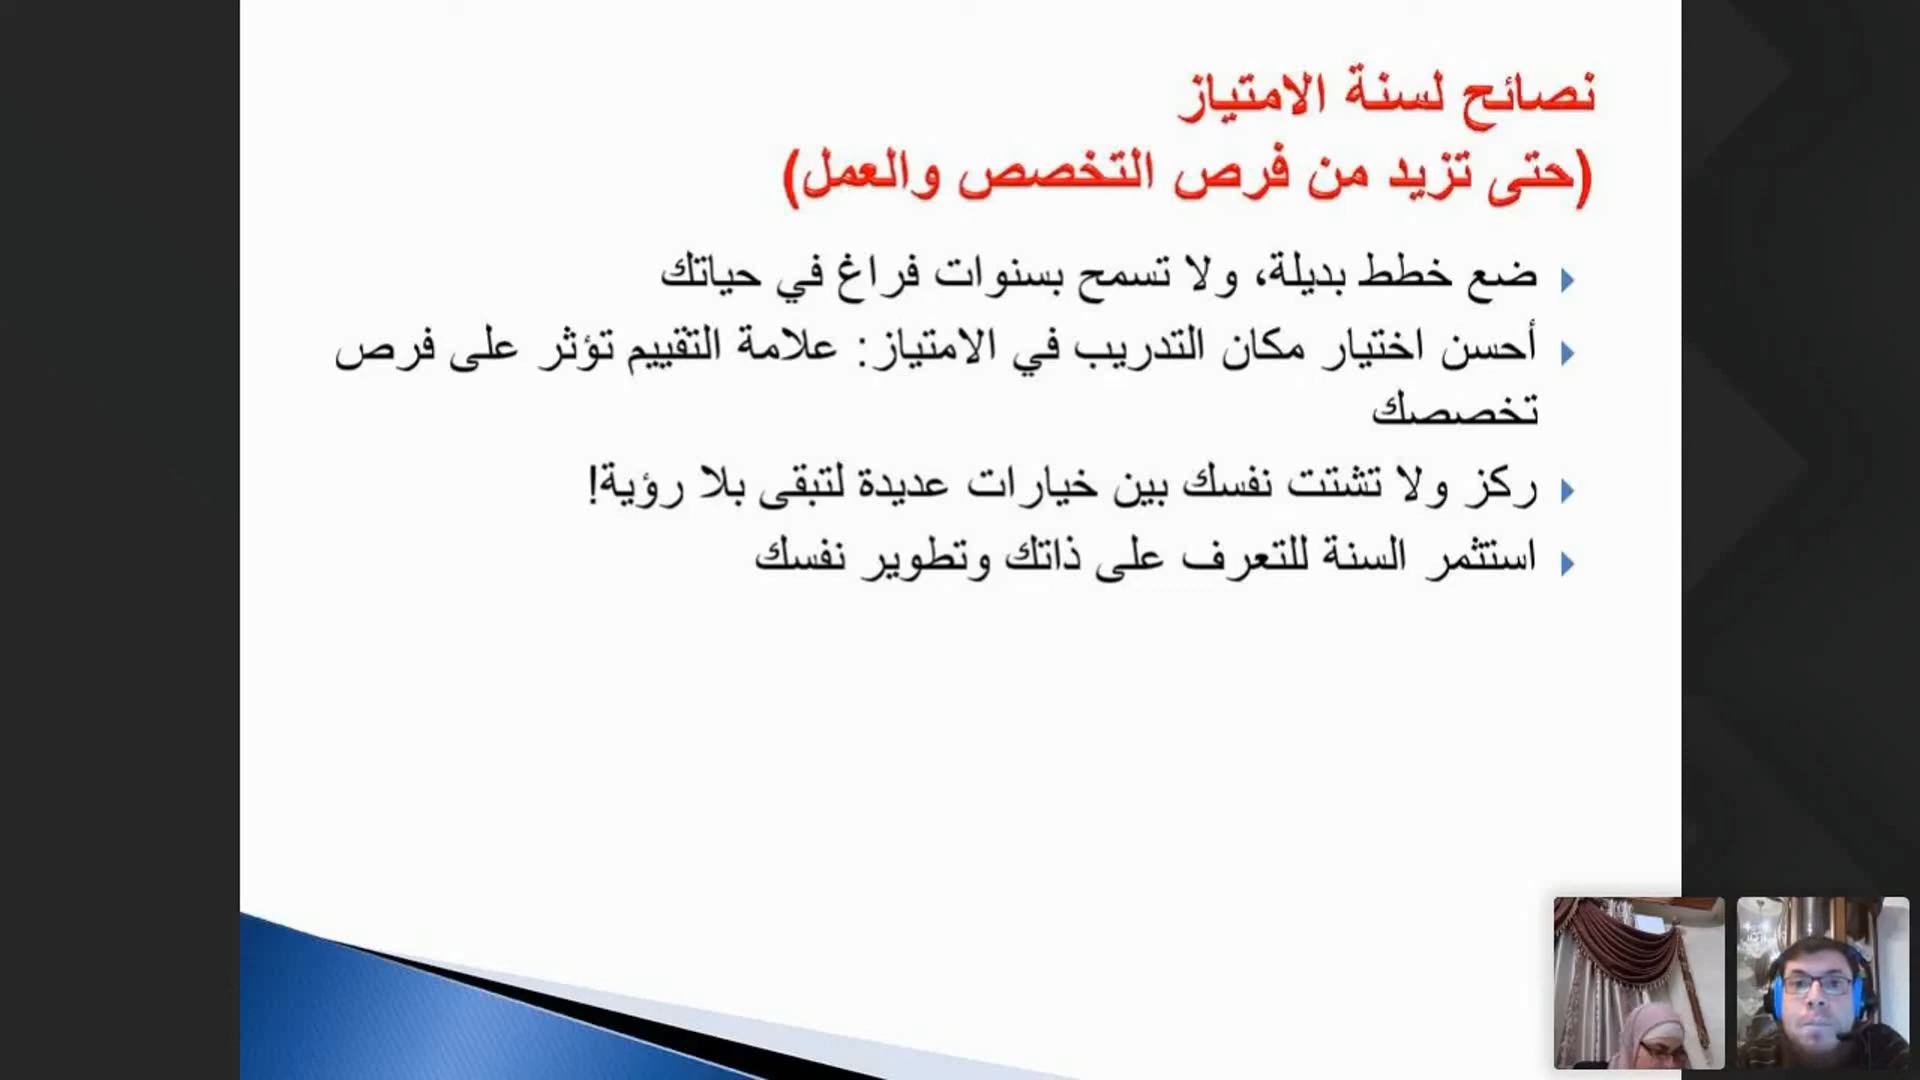 نصائح لسنة الامتياز
(حتى تزيد من فرص التخصص والعمل)
ضع خطط بديلة، ولا تسمح بسنوات فراغ في حياتك
أحسن اختيار مكان التدريب في الامتياز: علامة التقييم تؤثر على فرص
تخصصك
ركز ولا تشتت نفسك بين خيارات عديدة لتبقى بلا رؤية!
استثمر السنة للتعرف على ذاتك وتطوير نفسك